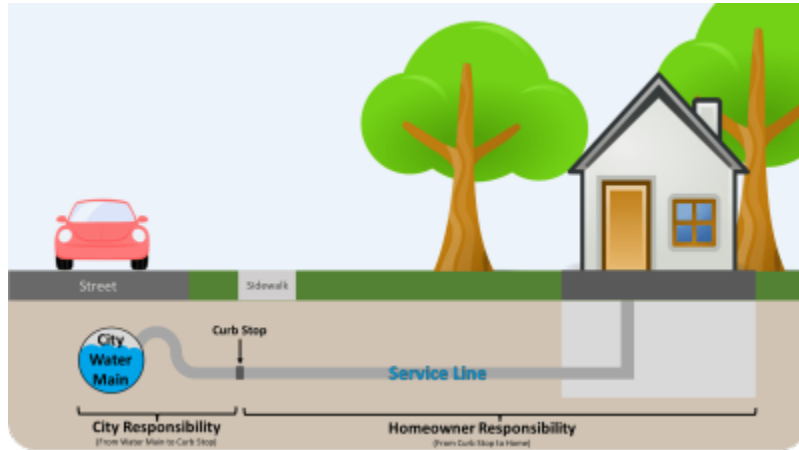 Street
Sidewalk
Curb Stop
City
Water
Main
Service Line
City Responsibility
(From Water Main to Curb Stop)
Homeowner Responsibility
(From Curb Stop to Home)